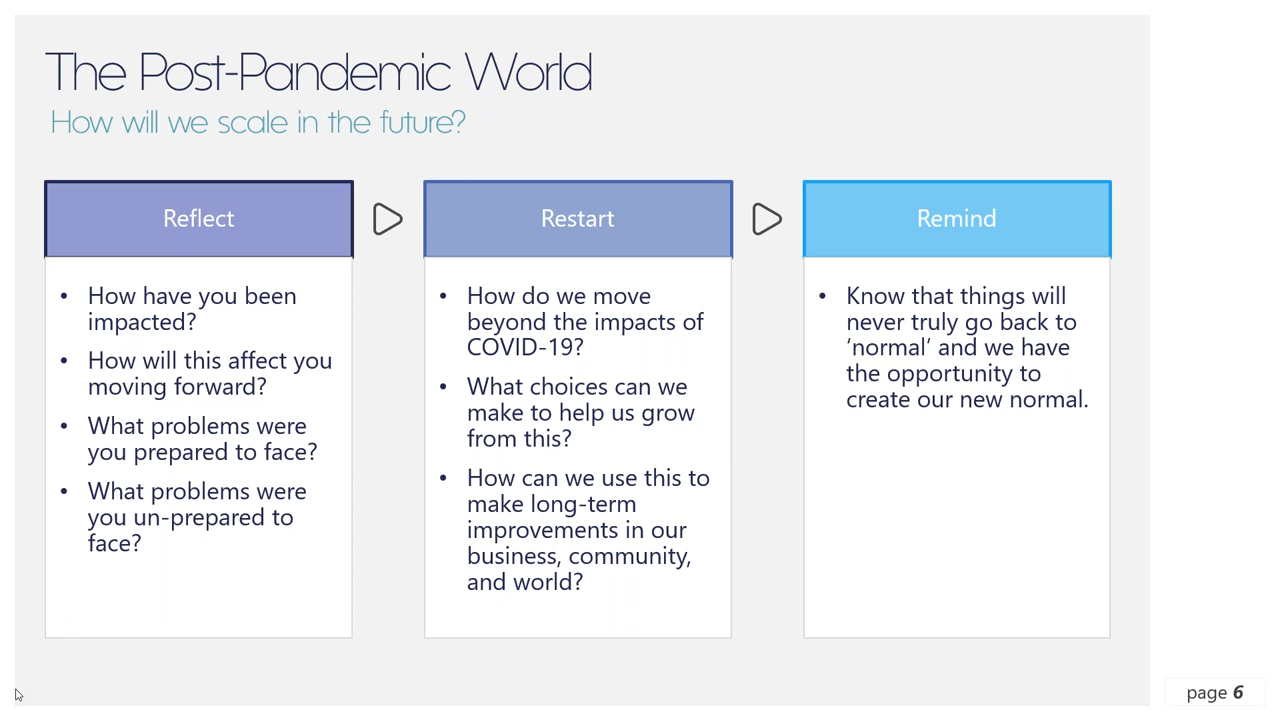 The Post-Pandemic World
How will we scale in the future?
Reflect
• How have you been
impacted?
• How will this affect you
moving forward?
• What problems were
you prepared to face?
• What problems were
you un-prepared to
face?
Restart
• How do we move
beyond the impacts of
COVID-19?
• What choices can we
make to help us grow
from this?
• How can we use this to
make long-term
improvements in our
business, community,
and world?
Remind
• Know that things will
never truly go back to
‘normal’ and we have
the opportunity to
create our new normal.
page 6